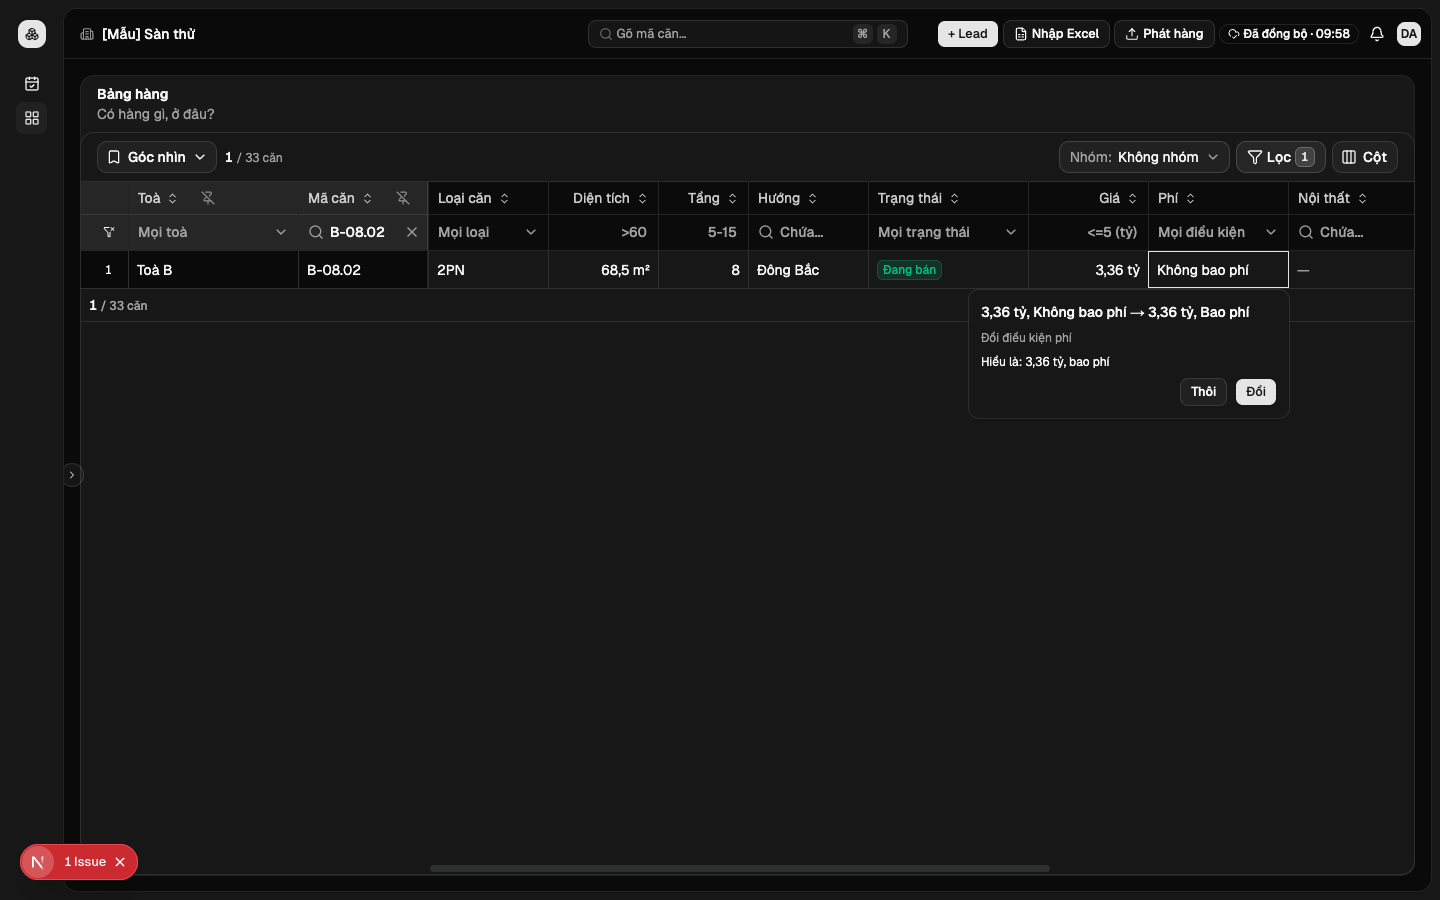 [Mẫu] Sàn thử
Gõ mã căn...
⌘ K
+ Lead
Nhập Excel
Phát hàng
Đã đồng bộ · 09:58
DA
Bảng hàng
Có hàng gì, ở đâu?
Góc nhìn
1 / 33 căn
Nhóm: Không nhóm
Lọc 1
Cột
Toà
Mã căn
Loại căn
Diện tích
Tầng
Hướng
Trạng thái
Giá
Phí
Nội thất
Mọi toà
B-08.02
Mọi loại
>60
5-15
Chứa...
Mọi trạng thái
<=5 (tỷ)
Mọi điều kiện
Chứa...
1
Toà B
B-08.02
2PN
68,5 m²
8
Đông Bắc
Đang bán
3,36 tỷ
Không bao phí
—
1 / 33 căn
3,36 tỷ, Không bao phí → 3,36 tỷ, Bao phí
Đổi điều kiện phí
Hiểu là: 3,36 tỷ, bao phí
Thôi
Đổi
N
1 Issue